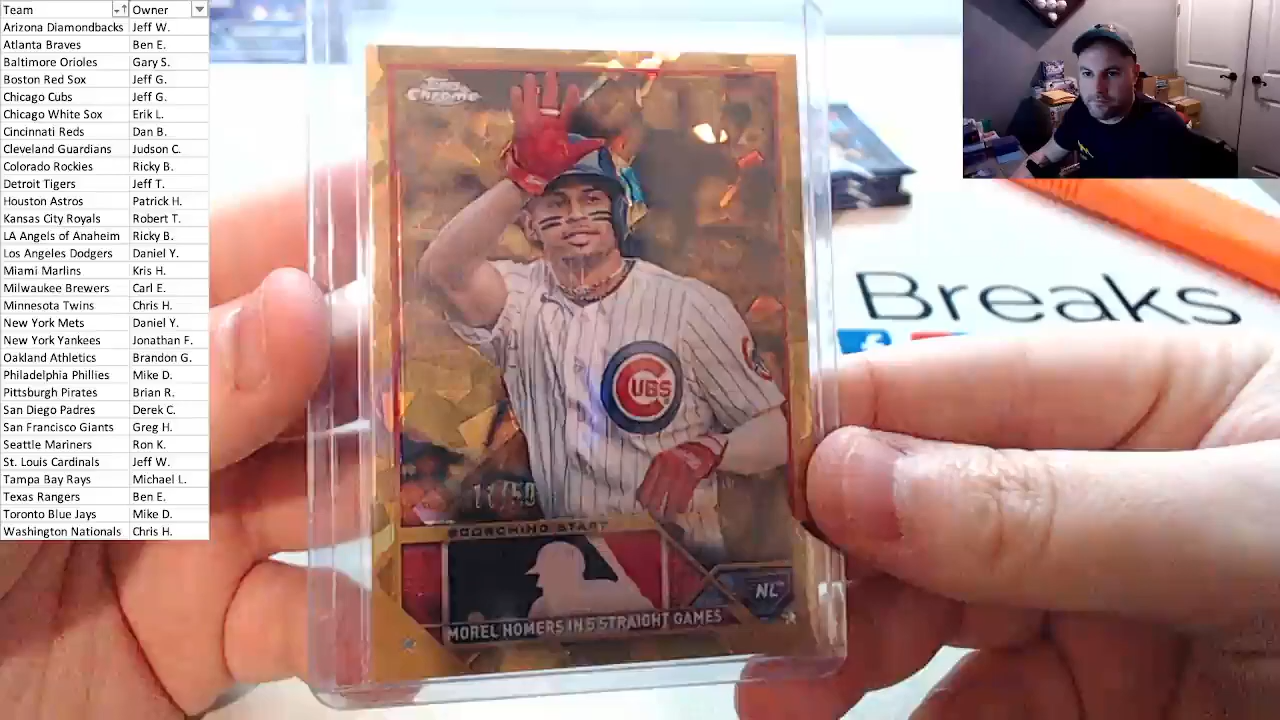 Team Owner
Arizona Diamondbacks Jeff W.
Atlanta Braves Ben E.
Baltimore Orioles Gary S.
Boston Red Sox Jeff G.
Chicago Cubs Jeff G.
Chicago White Sox Erik L.
Cincinnati Reds Dan B.
Cleveland Guardians Judson C.
Colorado Rockies Ricky B.
Detroit Tigers Jeff T.
Houston Astros Patrick H.
Kansas City Royals Robert T.
LA Angels of Anaheim Ricky B.
Los Angeles Dodgers Daniel Y.
Miami Marlins Kris H.
Milwaukee Brewers Carl E.
Minnesota Twins Chris H.
New York Mets Daniel Y.
New York Yankees Jonathan F.
Oakland Athletics Brandon G.
Philadelphia Phillies Mike D.
Pittsburgh Pirates Brian R.
San Diego Padres Derek C.
San Francisco Giants Greg H.
Seattle Mariners Ron K.
St. Louis Cardinals Jeff W.
Tampa Bay Rays Michael L.
Texas Rangers Ben E.
Toronto Blue Jays Mike D.
Washington Nationals Chris H.
Topps
Chrome
CUBS
11/50
SCORCHING START
NL
MOREL HOMERS IN 5 STRAIGHT GAMES
Breaks